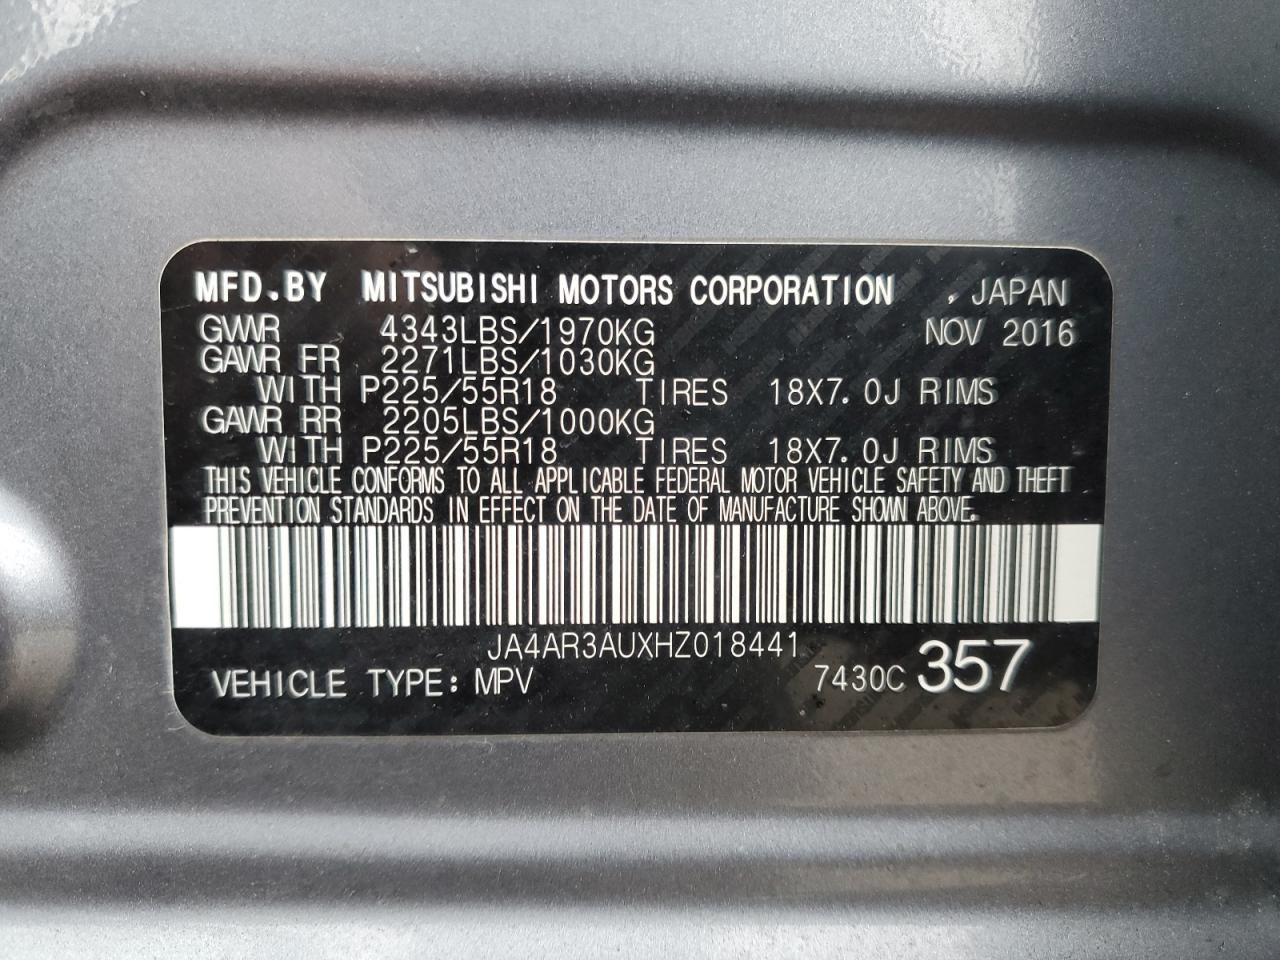 MFD.BY MITSUBISHI MOTORS CORPORATION , JAPAN
GVWR 4343LBS/1970KG NOV 2016
GAWR FR 2271LBS/1030KG
WITH P225/55R18 TIRES 18X7.0J RIMS
GAWR RR 2205LBS/1000KG
WITH P225/55R18 TIRES 18X7.0J RIMS
THIS VEHICLE CONFORMS TO ALL APPLICABLE FEDERAL MOTOR VEHICLE SAFETY AND THEFT
PREVENTION STANDARDS IN EFFECT ON THE DATE OF MANUFACTURE SHOWN ABOVE.
JA4AR3AUXHZ018441
VEHICLE TYPE: MPV 7430C 357